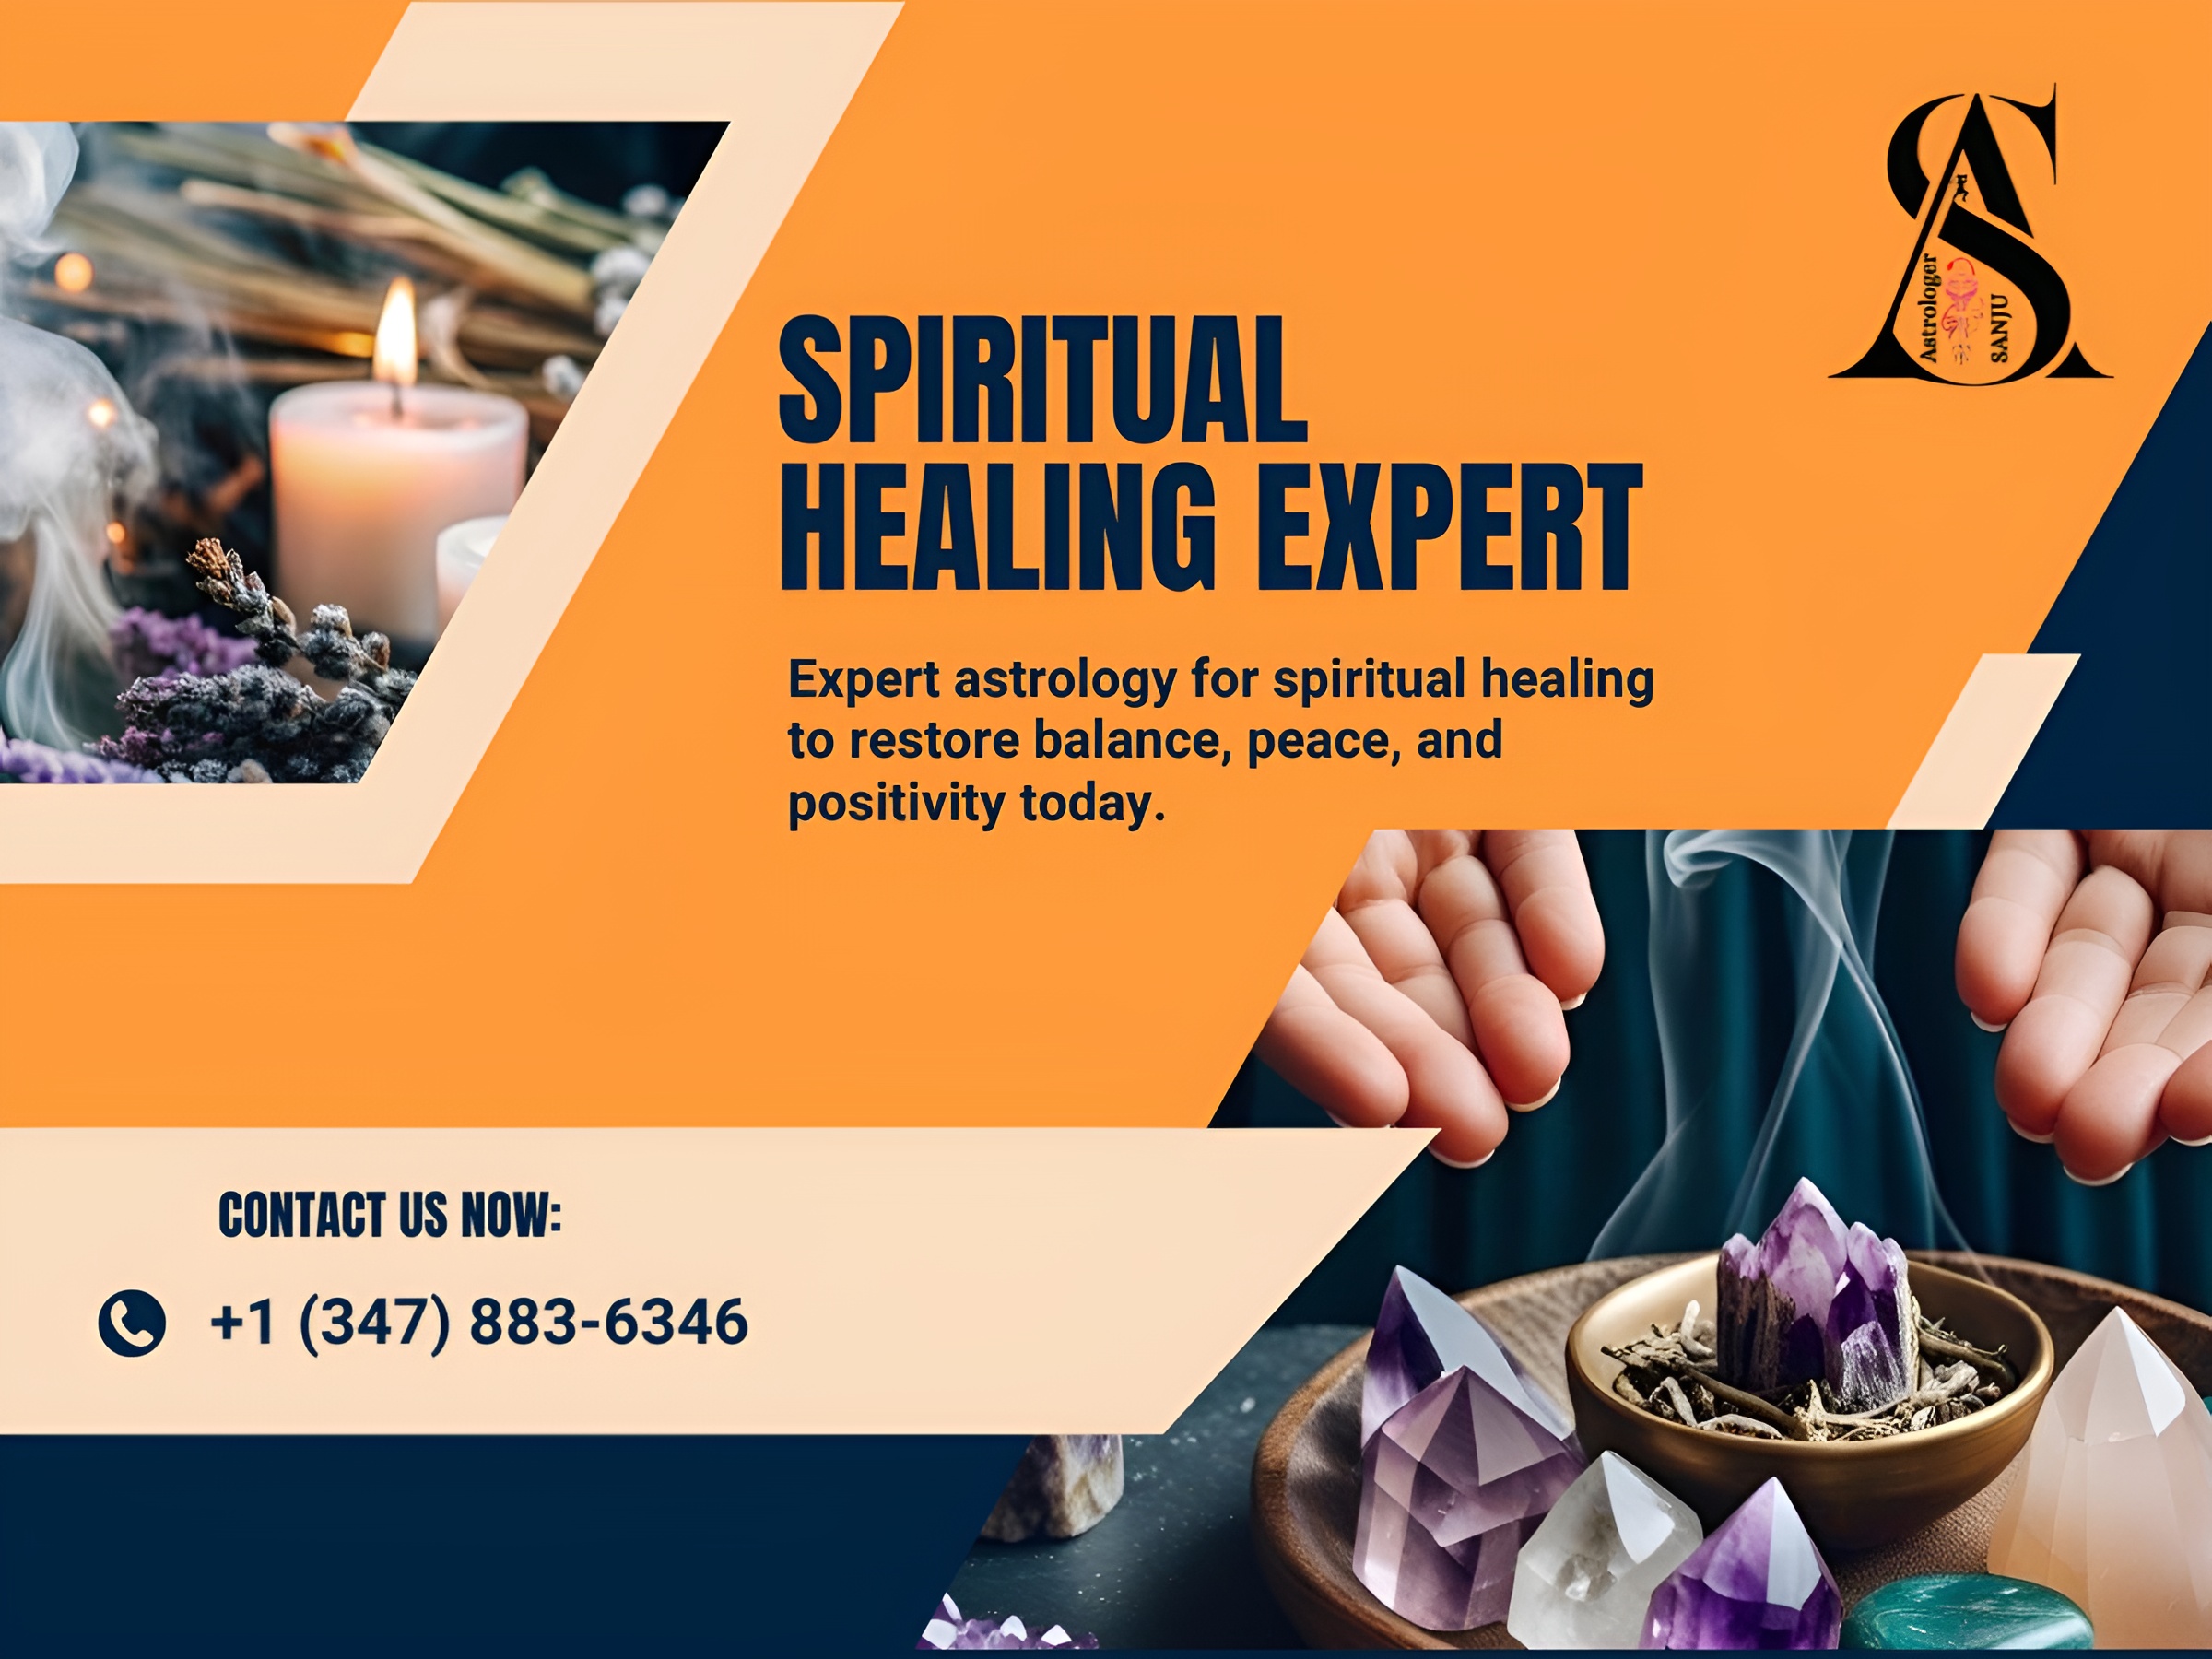 Astrologer
SANJU
SPIRITUAL
HEALING EXPERT
Expert astrology for spiritual healing
to restore balance, peace, and
positivity today.
CONTACT US NOW:
+1 (347) 883-6346